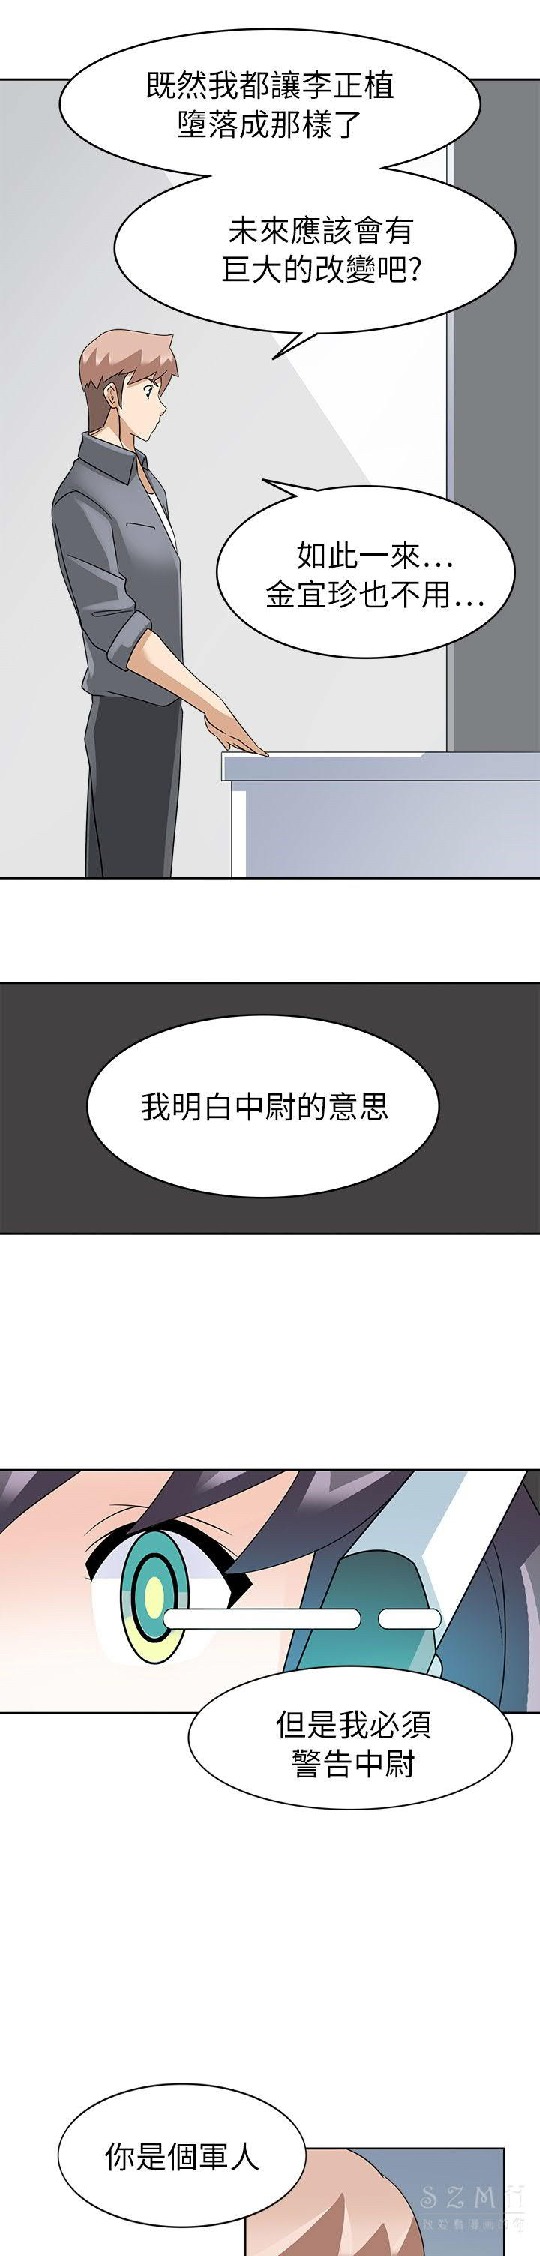 既然我都讓李正植
墮落成那樣了
未來應該會有
巨大的改變吧?
如此一來...
金宜珍也不用...
我明白中尉的意思
但是我必須
警告中尉
你是個軍人
SZMH